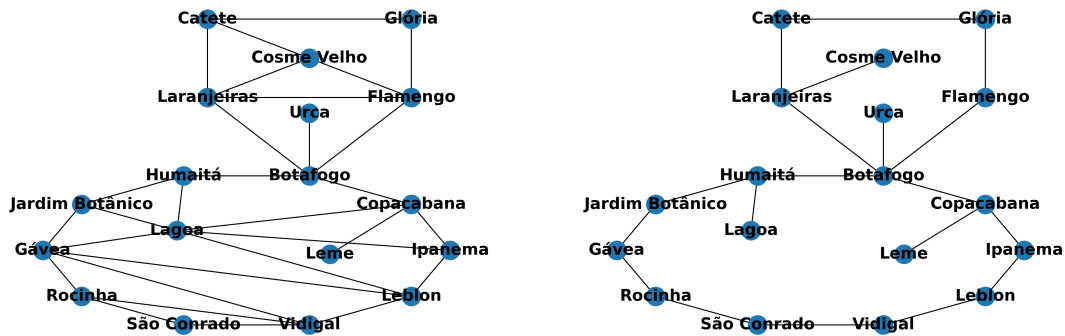 Catete
Glória
Cosme Velho
Laranjeiras
Flamengo
Urca
Humaitá
Botafogo
Jardim Botânico
Copacabana
Lagoa
Gávea
Leme
Ipanema
Rocinha
Leblon
São Conrado
Vidigal
Catete
Glória
Cosme Velho
Laranjeiras
Flamengo
Urca
Humaitá
Botafogo
Jardim Botânico
Copacabana
Lagoa
Gávea
Leme
Ipanema
Rocinha
Leblon
São Conrado
Vidigal